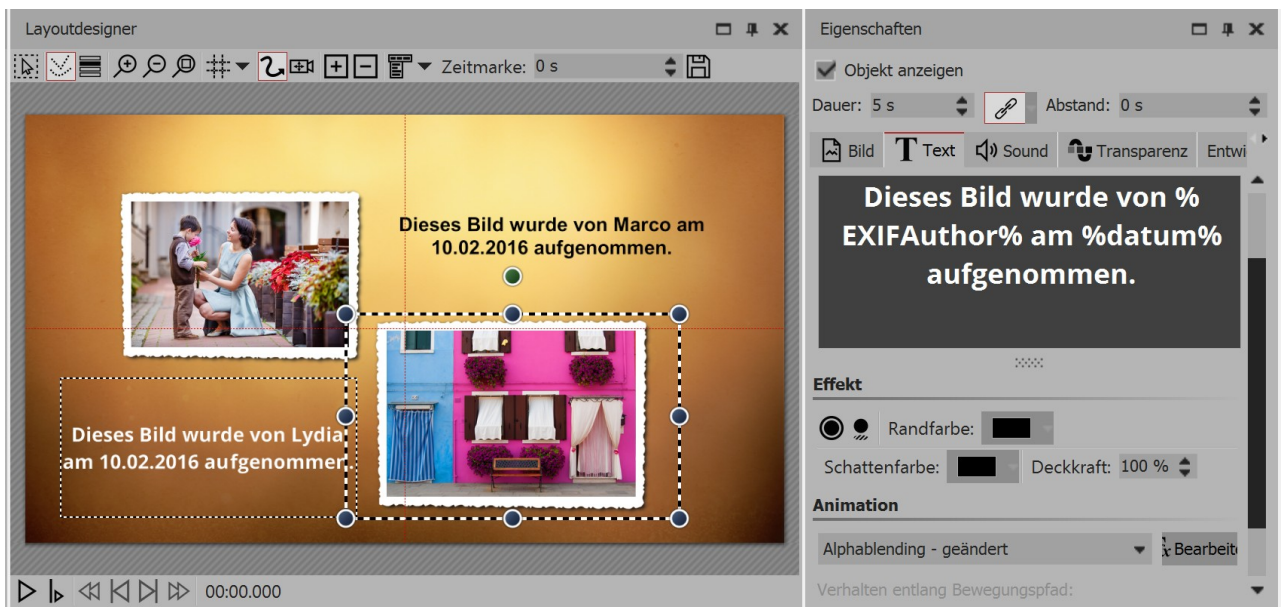 Layoutdesigner
Zeitmarke: 0 s
Dieses Bild wurde von Marco am
10.02.2016 aufgenommen.
Dieses Bild wurde von Lydia
am 10.02.2016 aufgenommen.
00:00.000
Eigenschaften
Objekt anzeigen
Dauer: 5 s Abstand: 0 s
Bild Text Sound Transparenz Entwi
Dieses Bild wurde von %
EXIFAuthor% am %datum%
aufgenommen.
Effekt
Randfarbe:
Schattenfarbe: Deckkraft: 100 %
Animation
Alphablending - geändert Bearbeite
Verhalten entlang Bewegungspfad: